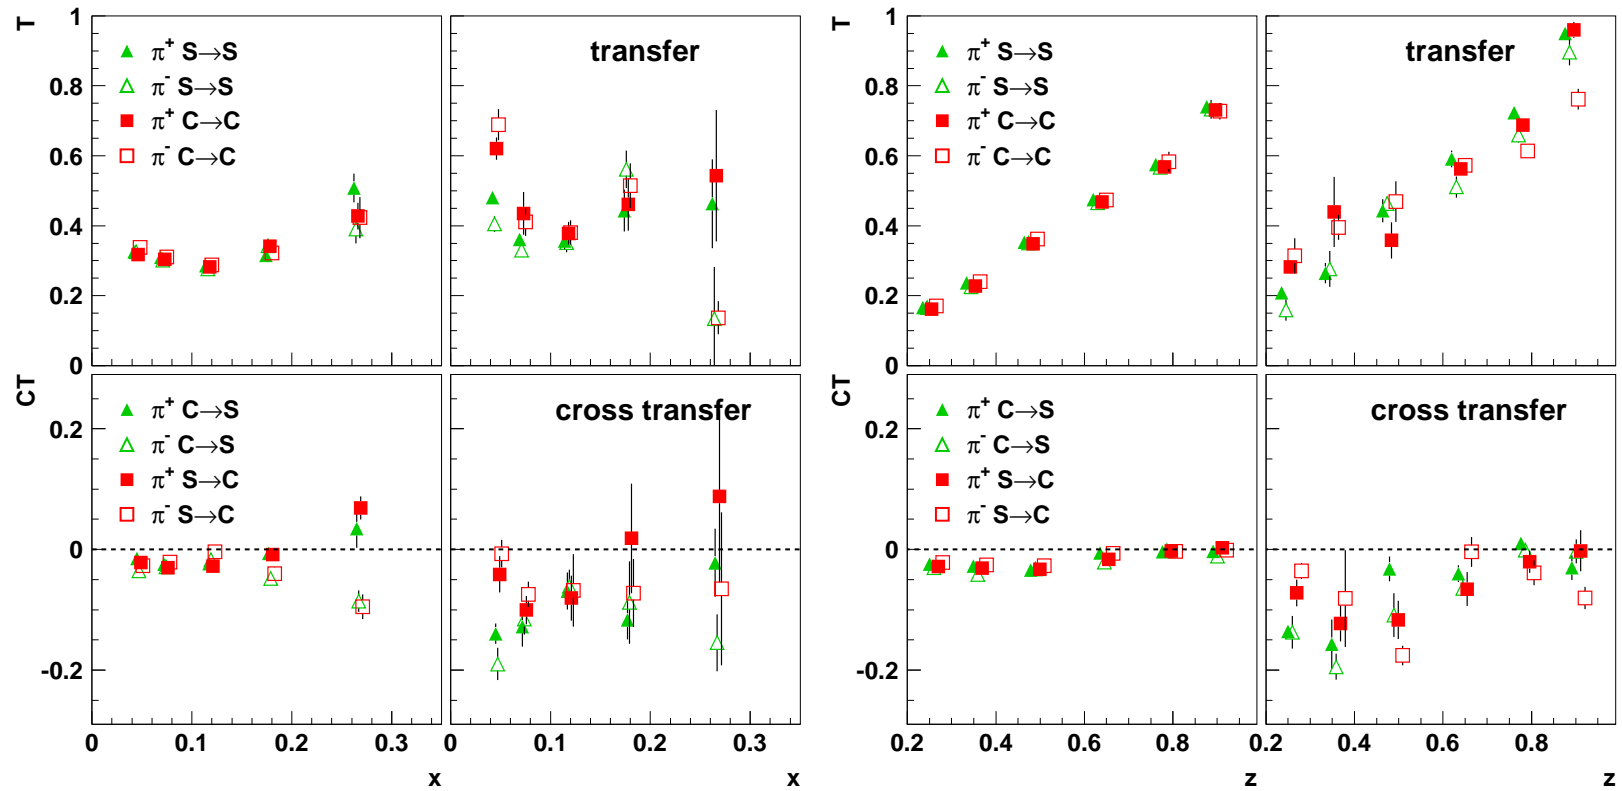 T
1
0.8
0.6
0.4
0.2
0
π⁺ S→S
π⁻ S→S
π⁺ C→C
π⁻ C→C
transfer
CT
0.2
0
-0.2
π⁺ C→S
π⁻ C→S
π⁺ S→C
π⁻ S→C
cross transfer
0 0.1 0.2 0.3
x
0 0.1 0.2 0.3
x
T
1
0.8
0.6
0.4
0.2
0
π⁺ S→S
π⁻ S→S
π⁺ C→C
π⁻ C→C
transfer
CT
0.2
0
-0.2
π⁺ C→S
π⁻ C→S
π⁺ S→C
π⁻ S→C
cross transfer
0.2 0.4 0.6 0.8
z
0.2 0.4 0.6 0.8
z